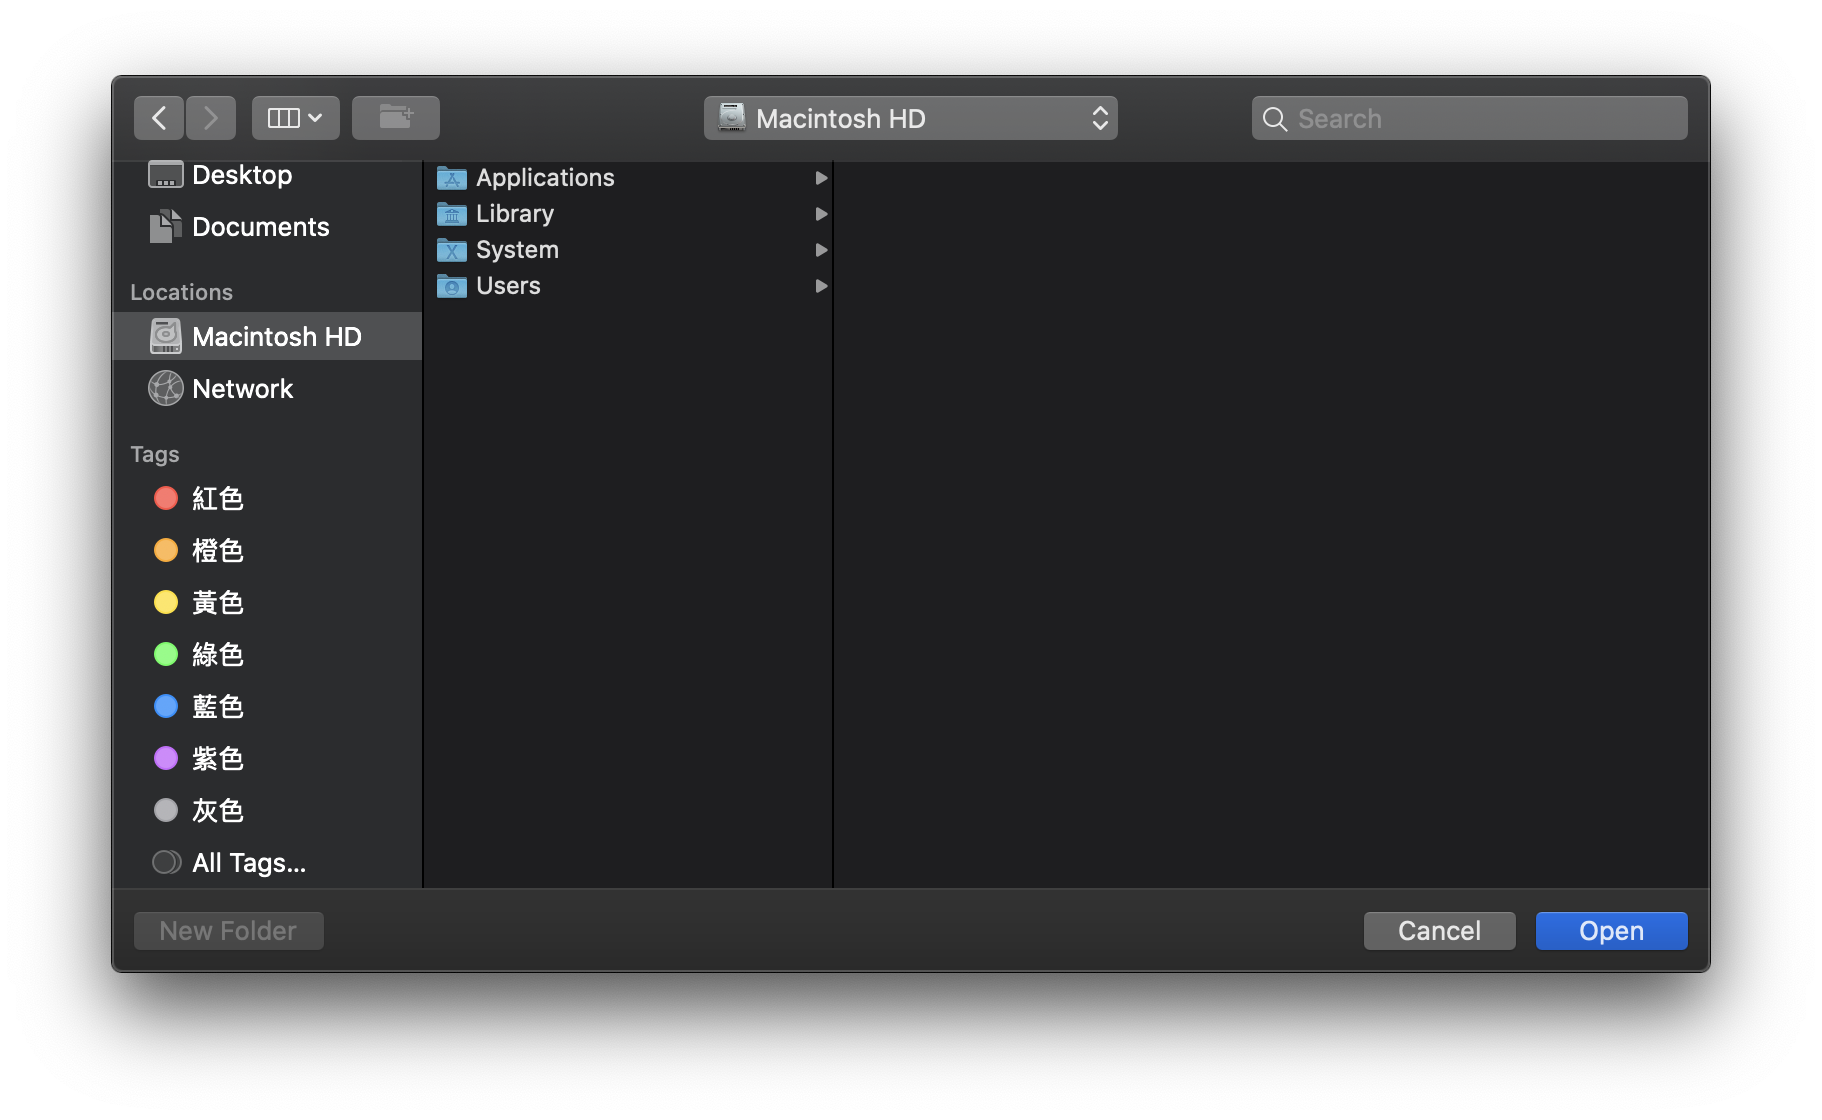 Macintosh HD
Search
Desktop
Documents
Locations
Macintosh HD
Network
Tags
紅色
橙色
黃色
綠色
藍色
紫色
灰色
All Tags...
Applications
Library
System
Users
New Folder
Cancel
Open